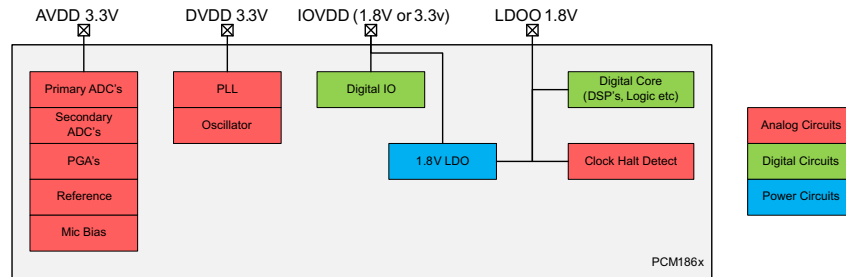 AVDD 3.3V
DVDD 3.3V
IOVDD (1.8V or 3.3v)
LDOO 1.8V
Primary ADC's
Secondary
ADC's
PGA's
Reference
Mic Bias
PLL
Oscillator
Digital IO
1.8V LDO
Digital Core
(DSP's, Logic etc)
Clock Halt Detect
PCM186x
Analog Circuits
Digital Circuits
Power Circuits